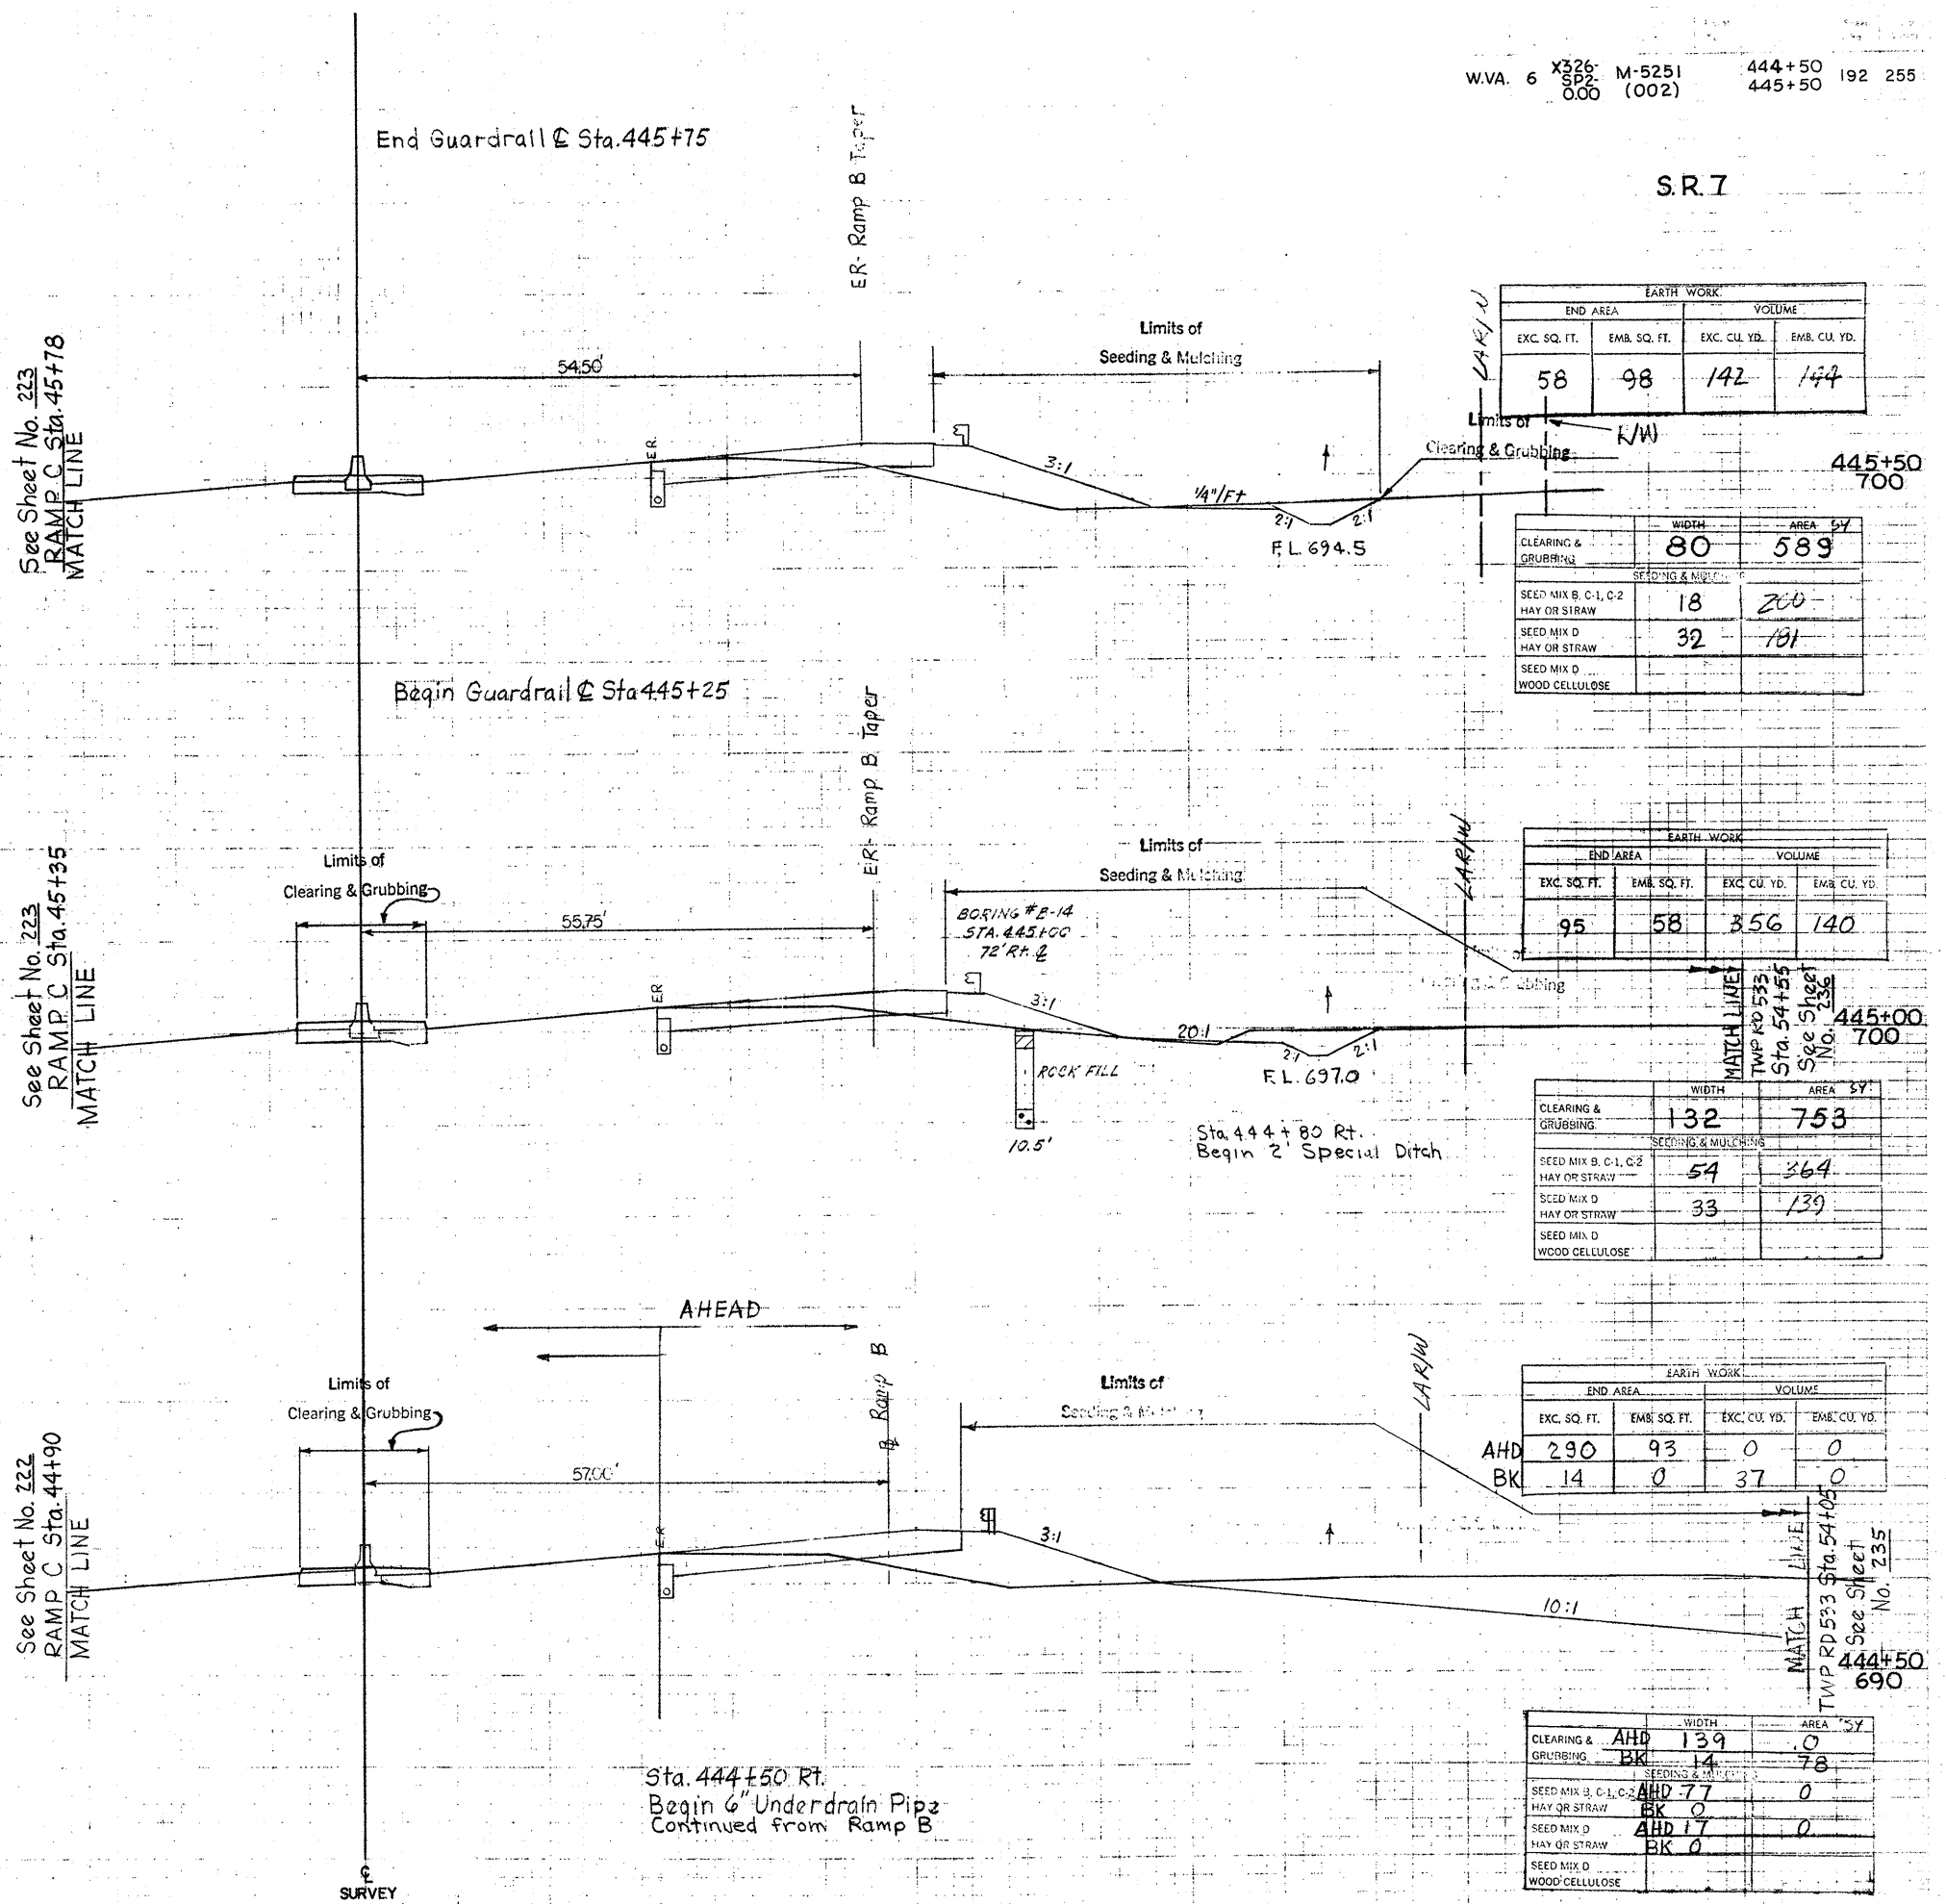 W.VA. 6 X326-SP2-0.00 M-5251 (002) 444+50 445+50 192 255
S.R. 7
End Guardrail ℄ Sta.445+75
ER- Ramp B Taper
See Sheet No. 223
RAMP C Sta.45+78
MATCH LINE
54.50'
Limits of
Seeding & Mulching
LAR/W
EARTH WORK
END AREA VOLUME
EXC. SQ. FT. EMB. SQ. FT. EXC. CU. YD. EMB. CU. YD.
58 98 142 144
Limits of
Clearing & Grubbing
R/W
ER
3:1
1/4"/Ft
2:1 2:1
F.L. 694.5
445+50
700
WIDTH AREA SY
CLEARING & GRUBBING 80 589
SEEDING & MULCHING
SEED MIX B, C-1, C-2
HAY OR STRAW 18 200
SEED MIX D
HAY OR STRAW 32 181
SEED MIX D
WOOD CELLULOSE
Begin Guardrail ℄ Sta445+25
ER- Ramp B Taper
See Sheet No. 223
RAMP C Sta.45+35
MATCH LINE
Limits of
Clearing & Grubbing
55.75'
Limits of
Seeding & Mulching
BORING #B-14
STA. 445+00
72' Rt. ℄
LAR/W
EARTH WORK
END AREA VOLUME
EXC. SQ. FT. EMB. SQ. FT. EXC. CU. YD. EMB. CU. YD.
95 58 356 140
Clearing & Grubbing
ER
3:1
20:1
2:1 2:1
F.L. 697.0
ROCK FILL
10.5'
MATCH LINE
TWP RD 533
Sta. 54+55
See Sheet
No. 236
445+00
700
Sta. 444+80 Rt.
Begin 2' Special Ditch
WIDTH AREA SY
CLEARING & GRUBBING 132 753
SEEDING & MULCHING
SEED MIX B, C-1, C-2
HAY OR STRAW 54 364
SEED MIX D
HAY OR STRAW 33 139
SEED MIX D
WOOD CELLULOSE
AHEAD
See Sheet No. 222
RAMP C Sta.44+90
MATCH LINE
Limits of
Clearing & Grubbing
57.00'
℄ Ramp B
Limits of
Seeding & Mulching
LAR/W
EARTH WORK
END AREA VOLUME
EXC. SQ. FT. EMB. SQ. FT. EXC. CU. YD. EMB. CU. YD.
AHD 290 93 0 0
BK 14 0 37 0
ER
3:1
10:1
MATCH LINE
TWP RD 533 Sta.54+05
See Sheet
No. 235
444+50
690
Sta. 444+50 Rt.
Begin 6" Underdrain Pipe
Continued from Ramp B
WIDTH AREA SY
CLEARING & AHD 139 0
GRUBBING BK 14 78
SEEDING & MULCHING
SEED MIX B, C-1, C-2 AHD 77 0
HAY OR STRAW BK 0
SEED MIX D AHD 17 0
HAY OR STRAW BK 0
SEED MIX D
WOOD CELLULOSE
℄
SURVEY